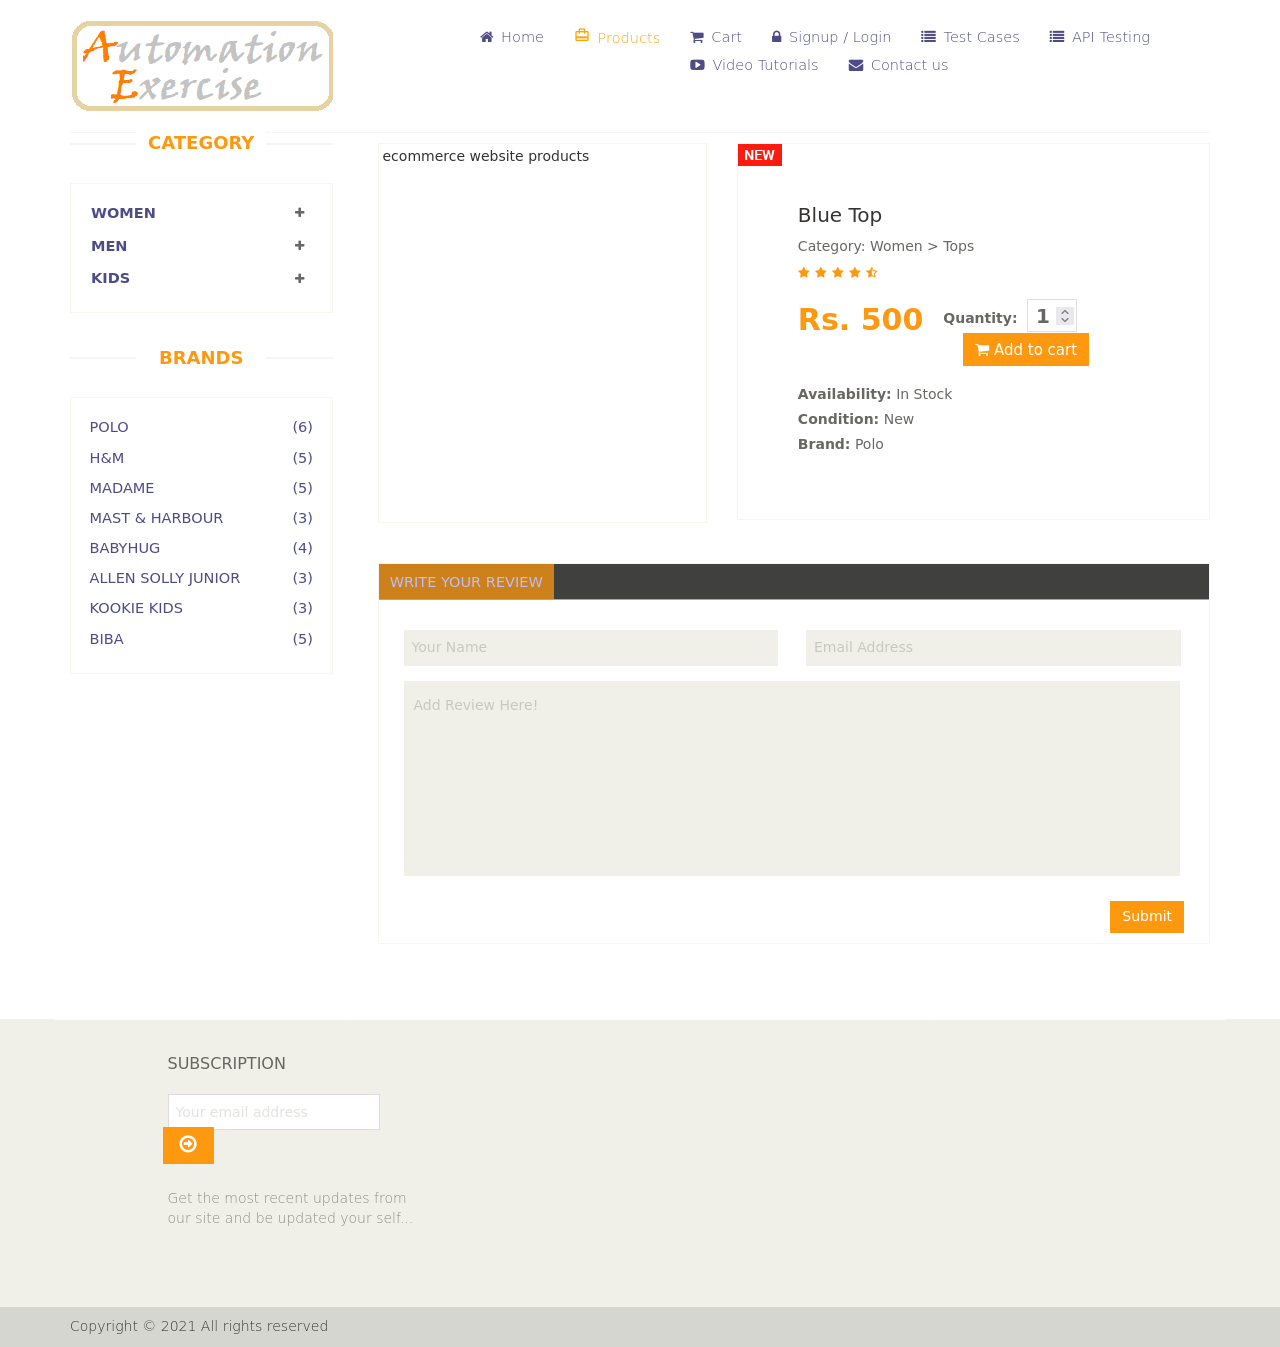 Automation
Exercise
Home
Products
Cart
Signup / Login
Test Cases
API Testing
Video Tutorials
Contact us
CATEGORY
WOMEN
MEN
KIDS
BRANDS
POLO (6)
H&M (5)
MADAME (5)
MAST & HARBOUR (3)
BABYHUG (4)
ALLEN SOLLY JUNIOR (3)
KOOKIE KIDS (3)
BIBA (5)
ecommerce website products
NEW
Blue Top
Category: Women > Tops
Rs. 500
Quantity: 1
Add to cart
Availability: In Stock
Condition: New
Brand: Polo
WRITE YOUR REVIEW
Your Name
Email Address
Add Review Here!
Submit
SUBSCRIPTION
Your email address
Get the most recent updates from
our site and be updated your self...
Copyright © 2021 All rights reserved